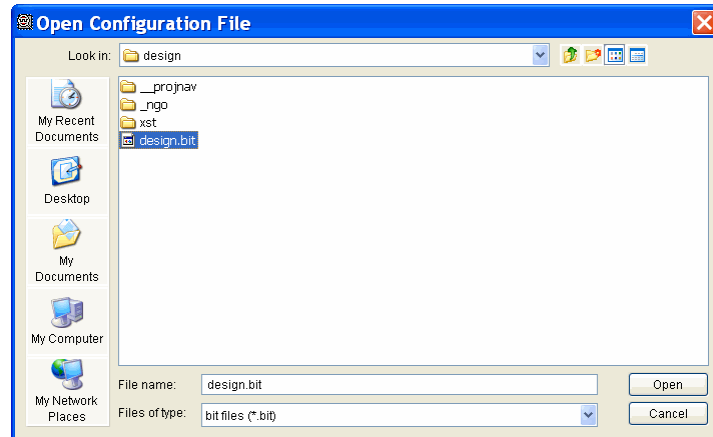 Open Configuration File
Look in: design
__projnav
_ngo
xst
design.bit
My Recent
Documents
Desktop
My
Documents
My Computer
My Network
Places
File name: design.bit
Open
Files of type: bit files (*.bit)
Cancel